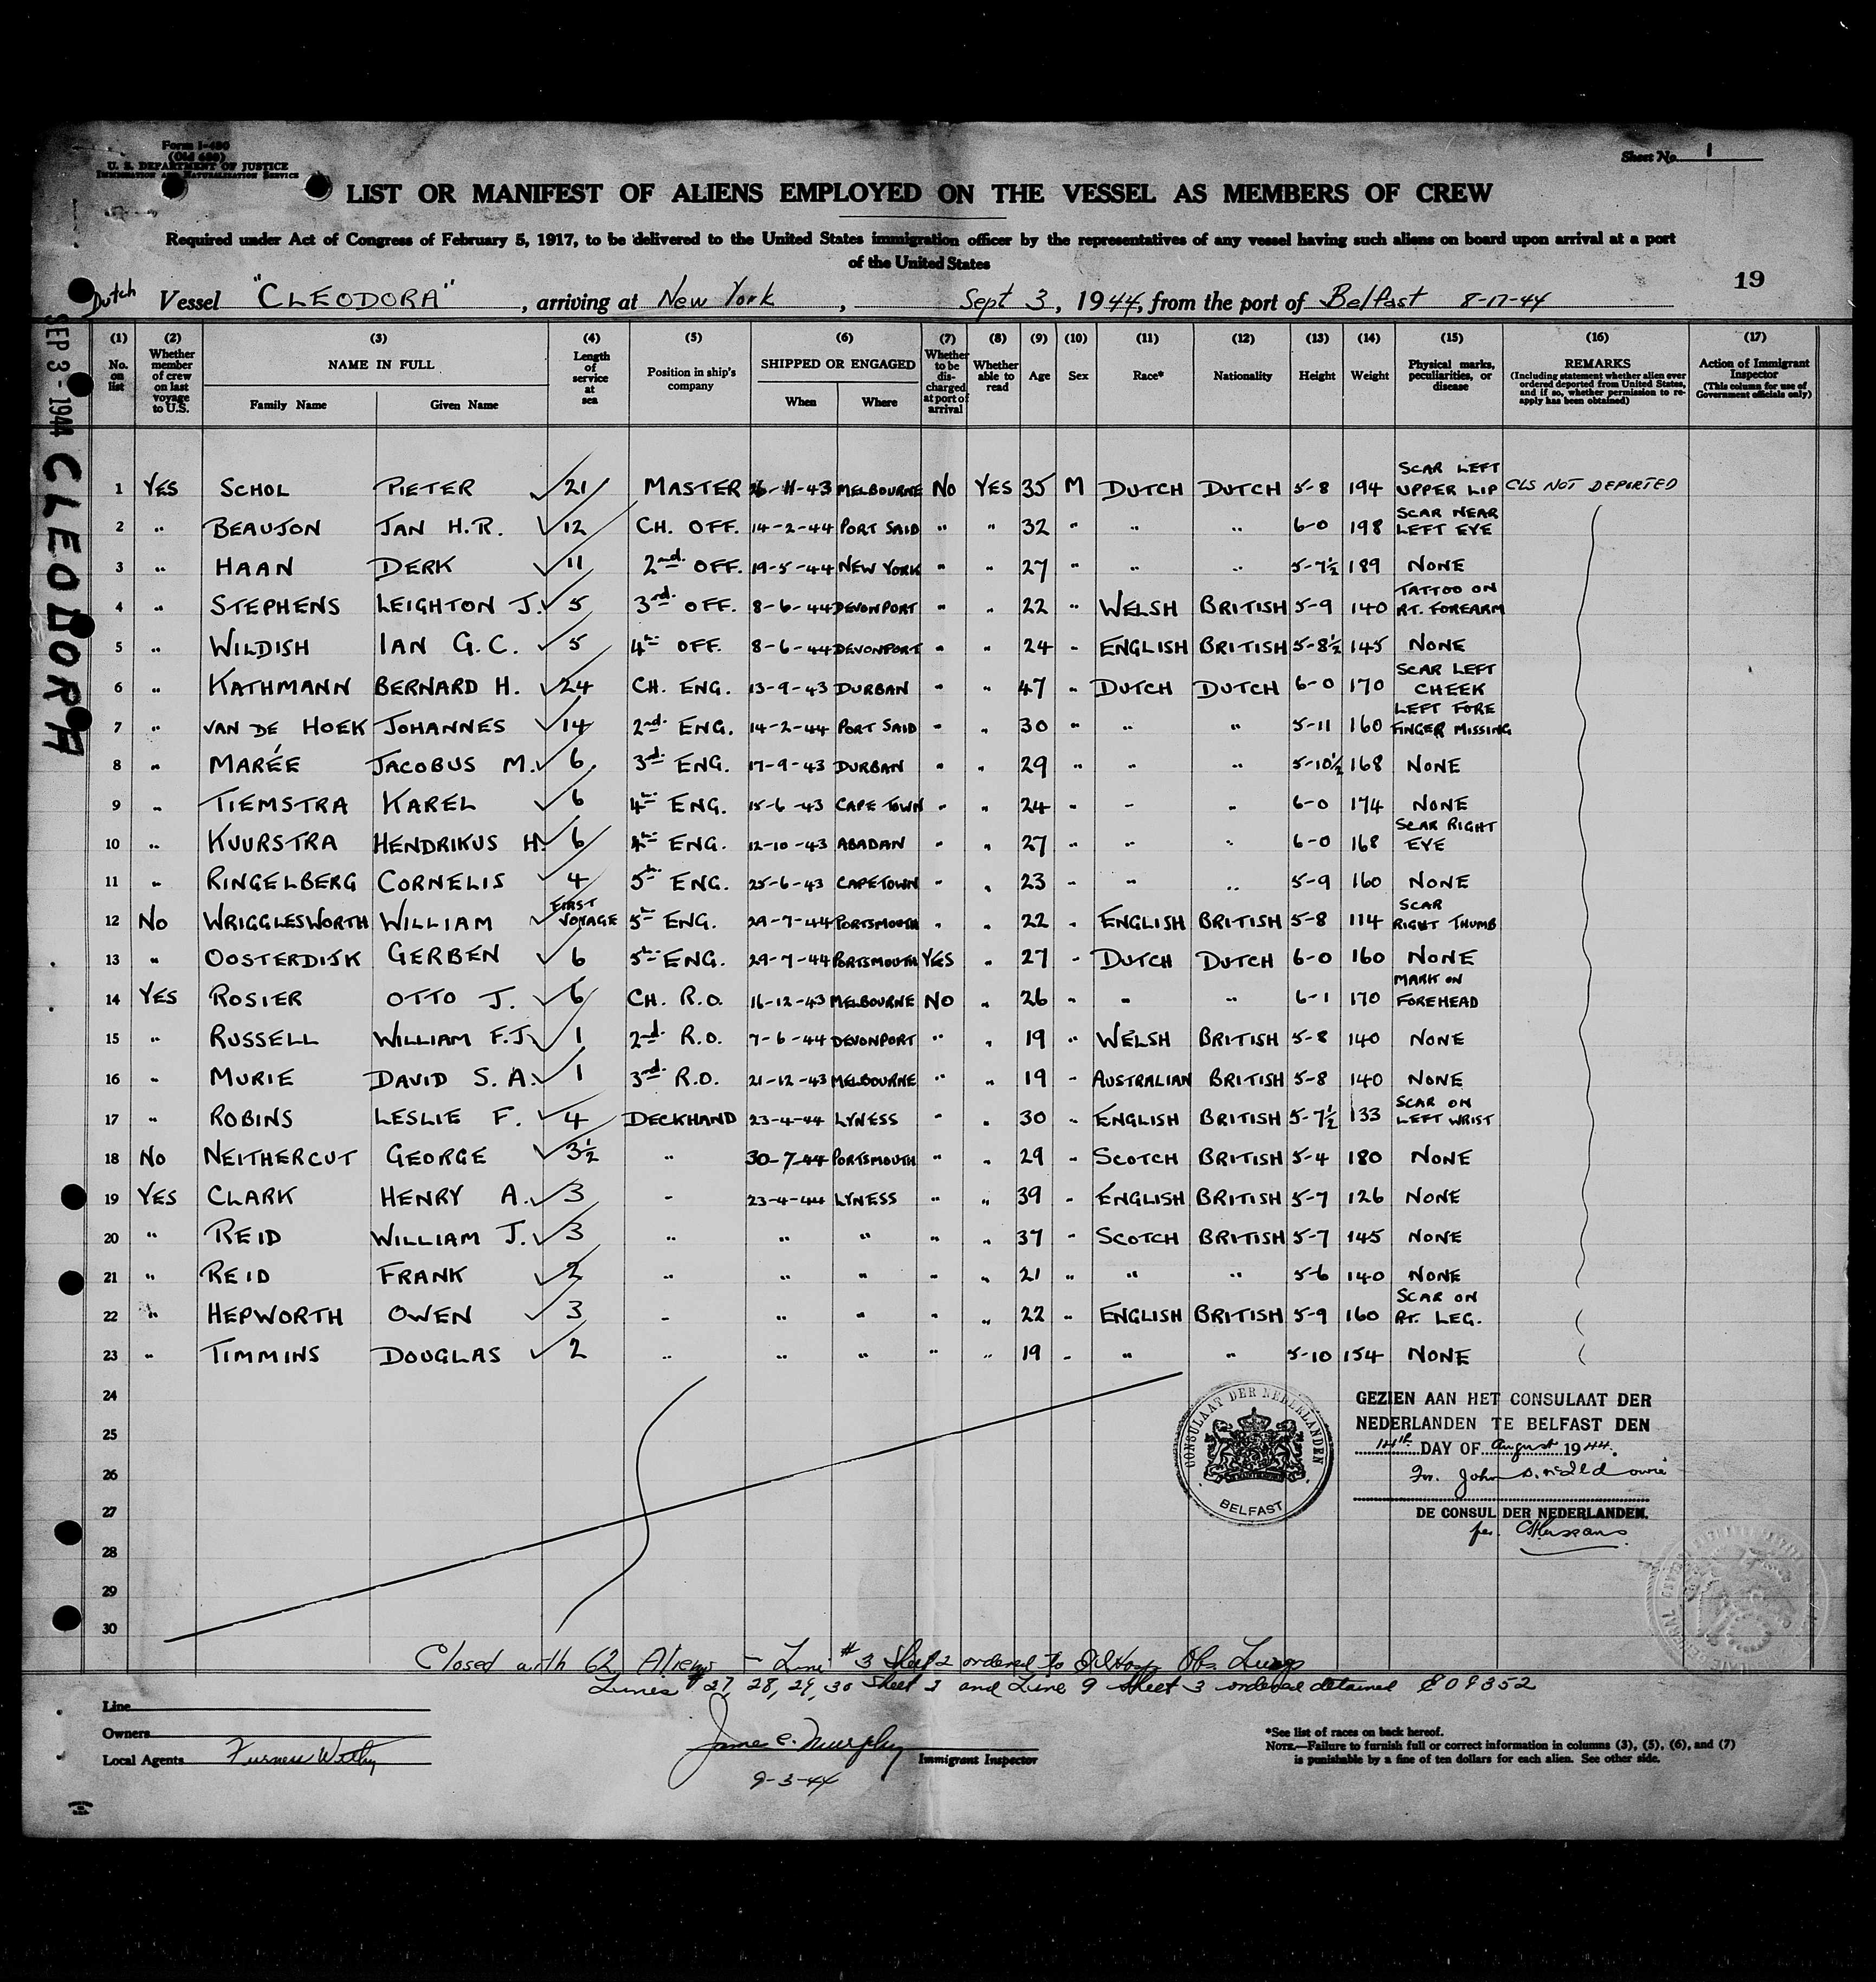 Form I-480
(Old 680)
U. S. DEPARTMENT OF JUSTICE
IMMIGRATION AND NATURALIZATION SERVICE
Sheet No. 1
LIST OR MANIFEST OF ALIENS EMPLOYED ON THE VESSEL AS MEMBERS OF CREW
Required under Act of Congress of February 5, 1917, to be delivered to the United States immigration officer by the representatives of any vessel having such aliens on board upon arrival at a port
of the United States
19
Dutch Vessel "CLEODORA", arriving at New York, Sept 3, 1944, from the port of Belfast 8-17-44
SEP 3 - 1944 CLEODORA
(1) (2) (3) (4) (5) (6) (7) (8) (9) (10) (11) (12) (13) (14) (15) (16) (17)
No. on list
Whether member of crew on last voyage to U.S.
NAME IN FULL
Family Name Given Name
Length of service at sea
Position in ship's company
SHIPPED OR ENGAGED
When Where
Whether to be discharged at port of arrival
Whether able to read
Age
Sex
Race*
Nationality
Height
Weight
Physical marks, peculiarities, or disease
REMARKS
(Including statement whether alien ever ordered deported from United States, and if so, whether permission to re-apply has been obtained)
Action of Immigrant Inspector
(This column for use of Government officials only)
1 YES SCHOL PIETER 21 MASTER 16-11-43 MELBOURNE NO YES 35 M DUTCH DUTCH 5-8 194 SCAR LEFT UPPER LIP CLS NOT DEPORTED
2 " BEAUJON JAN H.R. 12 CH. OFF. 14-2-44 PORT SAID " " 32 " " " 6-0 198 SCAR NEAR LEFT EYE
3 " HAAN DERK 11 2nd. OFF. 19-5-44 NEW YORK " " 27 " " " 5-7½ 189 NONE
4 " STEPHENS LEIGHTON J. 5 3rd. OFF. 8-6-44 DEVONPORT " " 22 " WELSH BRITISH 5-9 140 TATTOO ON RT. FOREARM
5 " WILDISH IAN G.C. 5 4th OFF. 8-6-44 DEVONPORT " " 24 " ENGLISH BRITISH 5-8½ 145 NONE
6 " KATHMANN BERNARD H. 24 CH. ENG. 13-9-43 DURBAN " " 47 " DUTCH DUTCH 6-0 170 SCAR LEFT CHEEK
7 " VAN DE HOEK JOHANNES 14 2nd. ENG. 14-2-44 PORT SAID " " 30 " " " 5-11 160 LEFT FORE FINGER MISSING
8 " MARÉE JACOBUS M. 6 3rd. ENG. 17-9-43 DURBAN " " 29 " " " 5-10½ 168 NONE
9 " TIEMSTRA KAREL 6 4th ENG. 15-6-43 CAPE TOWN " " 24 " " " 6-0 174 NONE
10 " KUURSTRA HENDRIKUS H. 6 4th ENG. 12-10-43 ABADAN " " 27 " " " 6-0 168 SCAR RIGHT EYE
11 " RINGELBERG CORNELIS 4 5th ENG. 25-6-43 CAPETOWN " " 23 " " " 5-9 160 NONE
12 NO WRIGGLESWORTH WILLIAM FIRST VOYAGE 5th ENG. 29-7-44 PORTSMOUTH " " 22 " ENGLISH BRITISH 5-8 114 SCAR RIGHT THUMB
13 " OOSTERDIJK GERBEN 6 5th ENG. 29-7-44 PORTSMOUTH YES " 27 " DUTCH DUTCH 6-0 160 NONE
14 YES ROSIER OTTO J. 6 CH. R.O. 16-12-43 MELBOURNE NO " 26 " " " 6-1 170 MARK ON FOREHEAD
15 " RUSSELL WILLIAM F.J. 1 2nd. R.O. 7-6-44 DEVONPORT " " 19 " WELSH BRITISH 5-8 140 NONE
16 " MURIE DAVID S. A. 1 3rd. R.O. 21-12-43 MELBOURNE " " 19 " AUSTRALIAN BRITISH 5-8 140 NONE
17 " ROBINS LESLIE F. 4 DECKHAND 23-4-44 LYNESS " " 30 " ENGLISH BRITISH 5-7½ 133 SCAR ON LEFT WRIST
18 NO NEITHERCUT GEORGE 3½ " 30-7-44 PORTSMOUTH " " 29 " SCOTCH BRITISH 5-4 180 NONE
19 YES CLARK HENRY A. 3 " 23-4-44 LYNESS " " 39 " ENGLISH BRITISH 5-7 126 NONE
20 " REID WILLIAM J. 3 " " " " " 37 " SCOTCH BRITISH 5-7 145 NONE
21 " REID FRANK 2 " " " " " 21 " " " 5-6 140 NONE
22 " HEPWORTH OWEN 3 " " " " " 22 " ENGLISH BRITISH 5-9 160 SCAR ON RT. LEG.
23 " TIMMINS DOUGLAS 2 " " " " " 19 " " " 5-10 154 NONE
24
25
26
27
28
29
30
CONSULAAT DER NEDERLANDEN
BELFAST
GEZIEN AAN HET CONSULAAT DER
NEDERLANDEN TE BELFAST DEN
14th DAY OF August 1944.
DE CONSUL DER NEDERLANDEN.
per.
Closed with 62 Aliens - Line #3 Sheet 2 ordered to Obs. Lungs
Lines #27, 28, 29, 30 Sheet 2 and Line 9 Sheet 3 ordered detained
Line
Owners
Local Agents Furness Withy
James C. Murphy Immigrant Inspector
9-3-44
*See list of races on back hereof.
NOTE.—Failure to furnish full or correct information in columns (3), (5), (6), and (7)
is punishable by a fine of ten dollars for each alien. See other side.